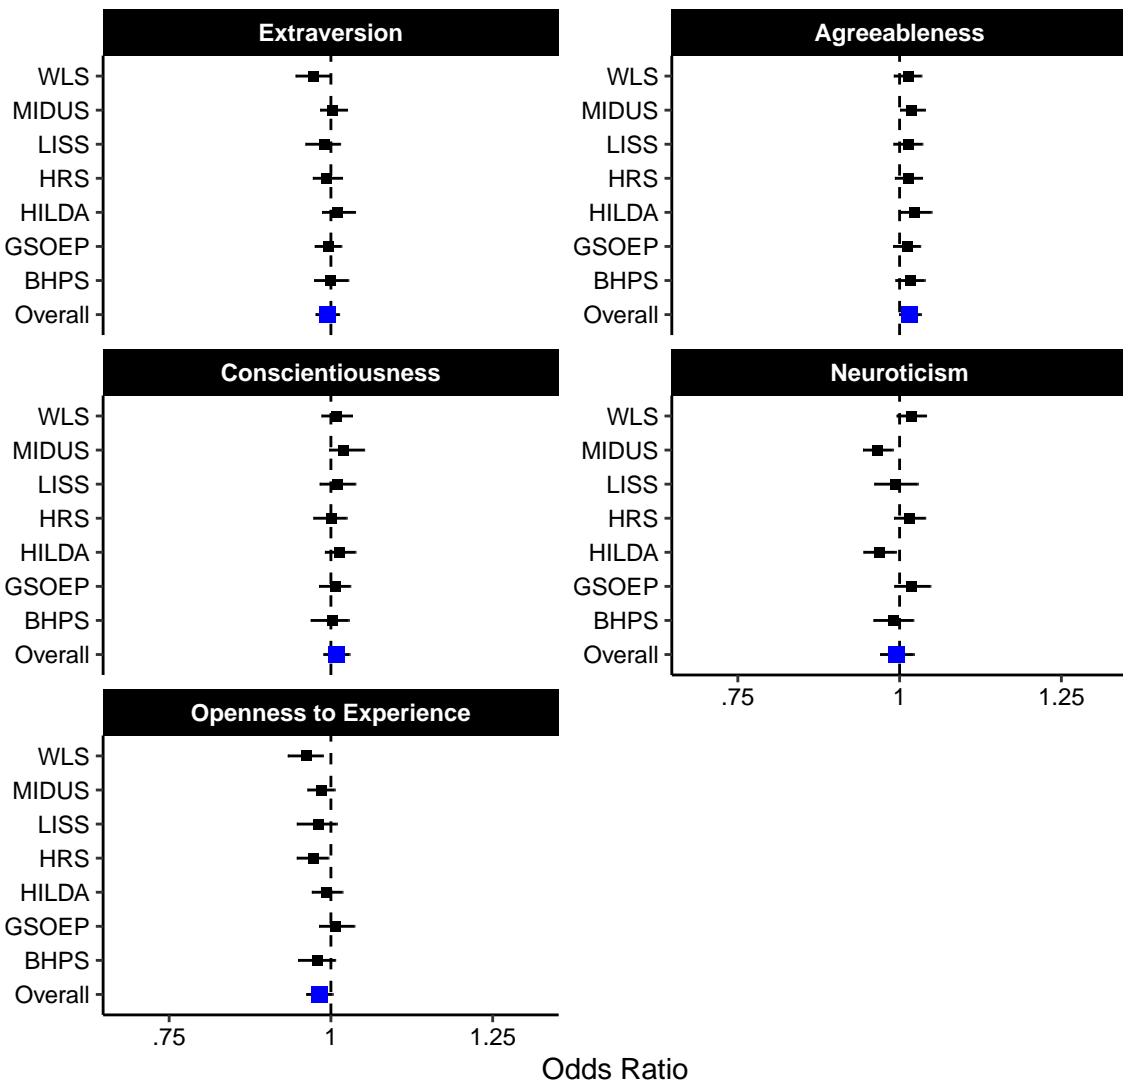 Extraversion
WLS
MIDUS
LISS
HRS
HILDA
GSOEP
BHPS
Overall
Agreeableness
WLS
MIDUS
LISS
HRS
HILDA
GSOEP
BHPS
Overall
Conscientiousness
WLS
MIDUS
LISS
HRS
HILDA
GSOEP
BHPS
Overall
Neuroticism
WLS
MIDUS
LISS
HRS
HILDA
GSOEP
BHPS
Overall
.75 1 1.25
Openness to Experience
WLS
MIDUS
LISS
HRS
HILDA
GSOEP
BHPS
Overall
.75 1 1.25
Odds Ratio